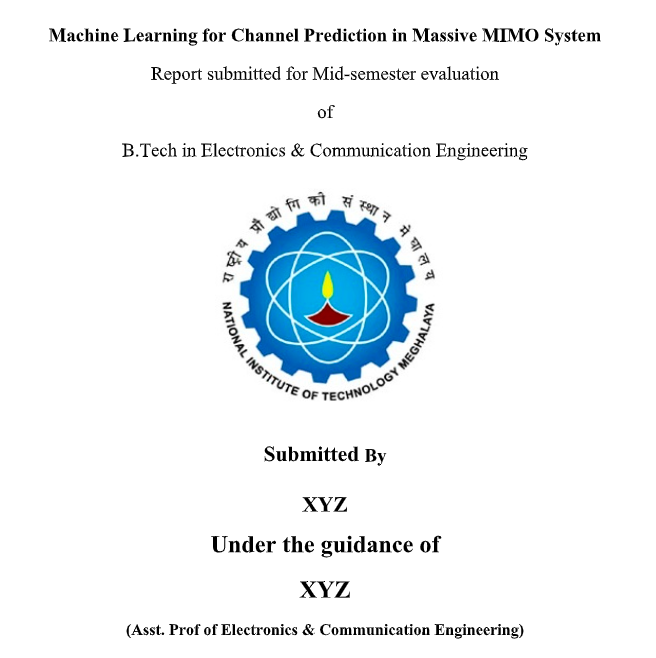 Machine Learning for Channel Prediction in Massive MIMO System
Report submitted for Mid-semester evaluation
of
B.Tech in Electronics & Communication Engineering
राष्ट्रीय प्रौद्योगिकी संस्थान मेघालय
NATIONAL INSTITUTE OF TECHNOLOGY MEGHALAYA
Submitted By
XYZ
Under the guidance of
XYZ
(Asst. Prof of Electronics & Communication Engineering)